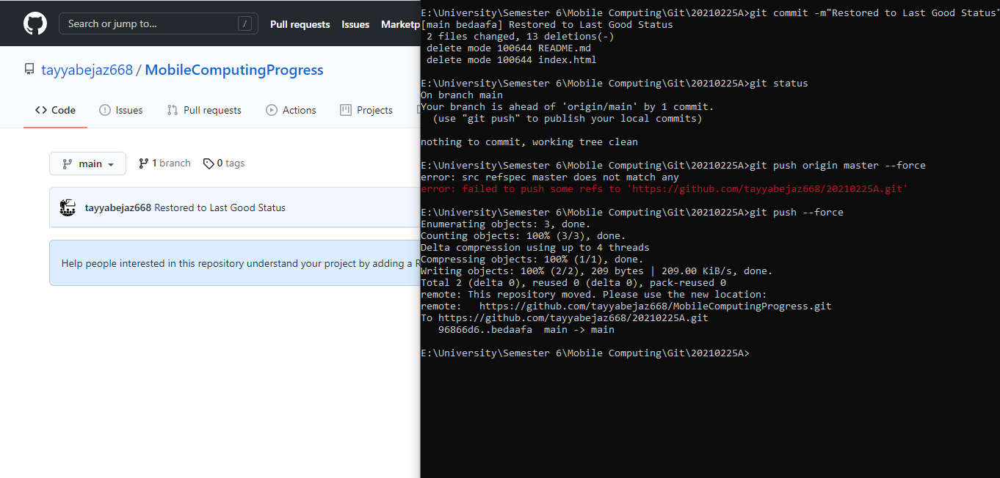 Search or jump to...
/
Pull requests
Issues
Marketp
tayyabejaz668 / MobileComputingProgress
Code
Issues
Pull requests
Actions
Projects
main
1 branch
0 tags
tayyabejaz668 Restored to Last Good Status
Help people interested in this repository understand your project by adding a R
E:\University\Semester 6\Mobile Computing\Git\20210225A>git commit -m"Restored to Last Good Status"
[main bedaafa] Restored to Last Good Status
 2 files changed, 13 deletions(-)
 delete mode 100644 README.md
 delete mode 100644 index.html
E:\University\Semester 6\Mobile Computing\Git\20210225A>git status
On branch main
Your branch is ahead of 'origin/main' by 1 commit.
  (use "git push" to publish your local commits)
nothing to commit, working tree clean
E:\University\Semester 6\Mobile Computing\Git\20210225A>git push origin master --force
error: src refspec master does not match any
error: failed to push some refs to 'https://github.com/tayyabejaz668/20210225A.git'
E:\University\Semester 6\Mobile Computing\Git\20210225A>git push --force
Enumerating objects: 3, done.
Counting objects: 100% (3/3), done.
Delta compression using up to 4 threads
Compressing objects: 100% (1/1), done.
Writing objects: 100% (2/2), 209 bytes | 209.00 KiB/s, done.
Total 2 (delta 0), reused 0 (delta 0), pack-reused 0
remote: This repository moved. Please use the new location:
remote:   https://github.com/tayyabejaz668/MobileComputingProgress.git
To https://github.com/tayyabejaz668/20210225A.git
   96866d6..bedaafa  main -> main
E:\University\Semester 6\Mobile Computing\Git\20210225A>